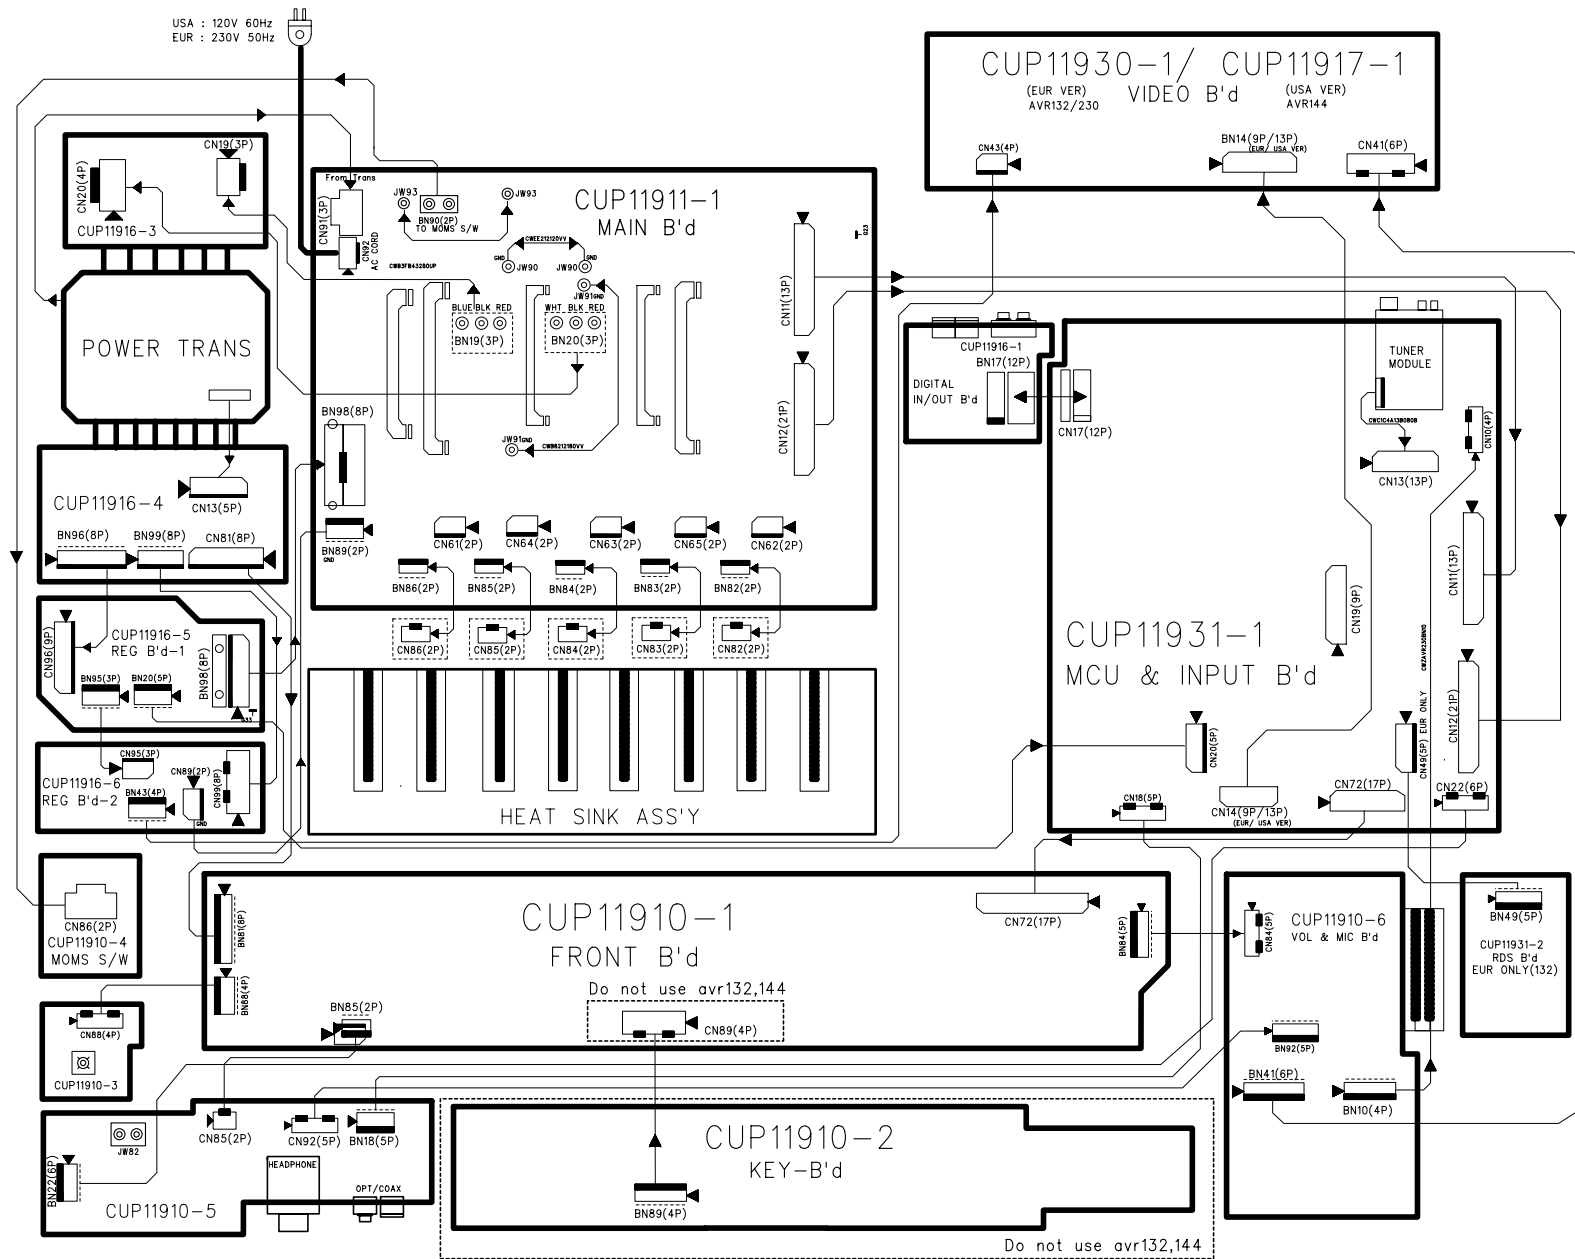 USA : 120V 60Hz
EUR : 230V 50Hz
CUP11930-1/ CUP11917-1
(EUR VER)
AVR132/230
VIDEO B'd
(USA VER)
AVR144
CN43(4P)
BN14(9P/13P)
(EUR/ USA VER)
CN41(6P)
CN20(4P)
CN19(3P)
CUP11916-3
POWER TRANS
From Trans
CN91(3P)
CN92
AC CORD
JW93
BN90(2P)
TO MOMS S/W
JW93
CUP11911-1
MAIN B'd
CWEE212120VV
GND
JW90
JW90
GND
JW91GND
CWB3FB43280UP
BLUE BLK RED
BN19(3P)
WHT BLK RED
BN20(3P)
JW91GND
CWB8212180VV
CN11(13P)
CN12(21P)
BN98(8P)
BN89(2P)
GND
CN61(2P)
CN64(2P)
CN63(2P)
CN65(2P)
CN62(2P)
BN86(2P)
BN85(2P)
BN84(2P)
BN83(2P)
BN82(2P)
CN86(2P)
CN85(2P)
CN84(2P)
CN83(2P)
CN82(2P)
HEAT SINK ASS'Y
CUP11916-4
CN13(5P)
BN96(8P)
BN99(8P)
CN81(8P)
CUP11916-5
REG B'd-1
CN96(9P)
BN95(3P)
BN20(5P)
BN98(8P)
CUP11916-6
REG B'd-2
CN95(3P)
BN43(4P)
CN89(2P)
GND
CN99(8P)
CUP11916-1
BN17(12P)
DIGITAL
IN/OUT B'd
CN17(12P)
TUNER
MODULE
CWC1C4A13B080B
CN13(13P)
CN10(4P)
CN11(13P)
CN19(9P)
CUP11931-1
MCU & INPUT B'd
CWZAVR230BN10
CN12(21P)
CN20(5P)
CN49(5P) EUR ONLY
CN18(5P)
CN14(9P/13P)
(EUR/ USA VER)
CN72(17P)
CN22(6P)
CN86(2P)
CUP11910-4
MOMS S/W
CN88(4P)
CUP11910-3
BN81(8P)
BN88(4P)
CUP11910-1
FRONT B'd
Do not use avr132,144
BN85(2P)
CN89(4P)
CN72(17P)
BN84(5P)
CN84(5P)
CUP11910-6
VOL & MIC B'd
BN92(5P)
BN41(6P)
BN10(4P)
BN49(5P)
CUP11931-2
RDS B'd
EUR ONLY(132)
JW82
BN22(6P)
CN85(2P)
CN92(5P)
BN18(5P)
HEADPHONE
OPT/COAX
CUP11910-5
CUP11910-2
KEY-B'd
BN89(4P)
Do not use avr132,144